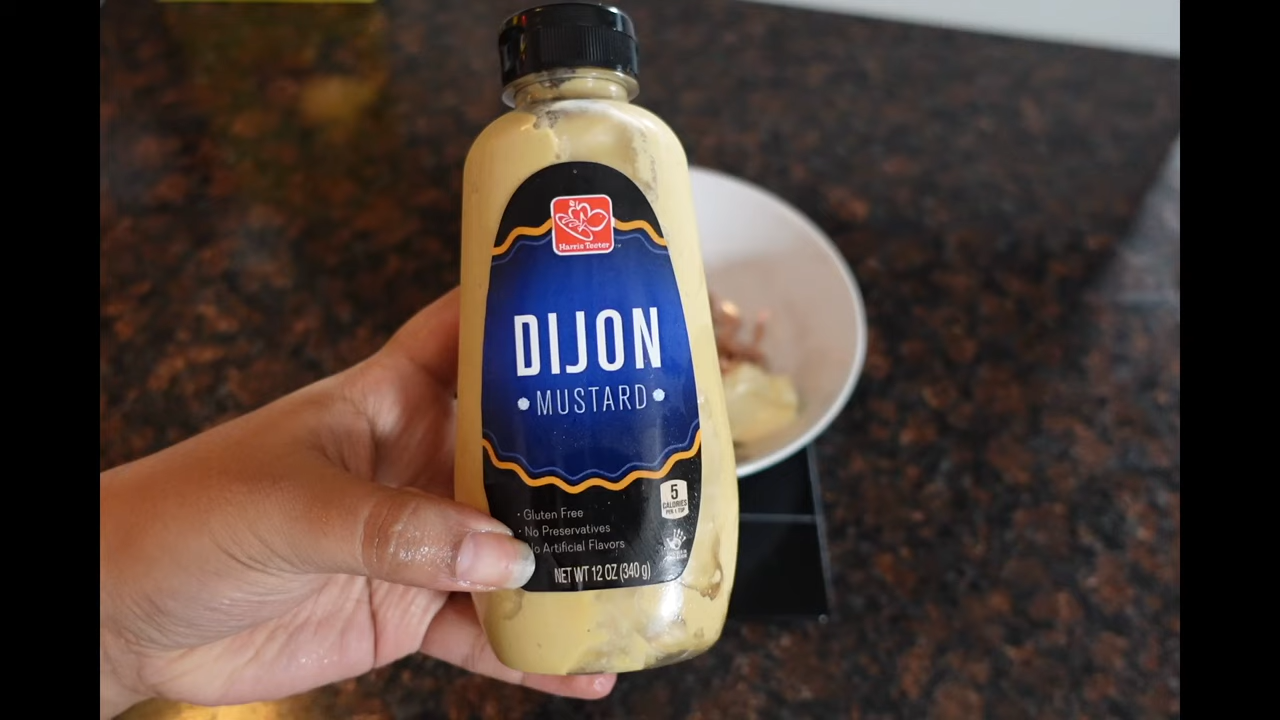 Harris Teeter
DIJON
MUSTARD
5
CALORIES
· Gluten Free
· No Preservatives
No Artificial Flavors
NET WT 12 OZ (340 g)